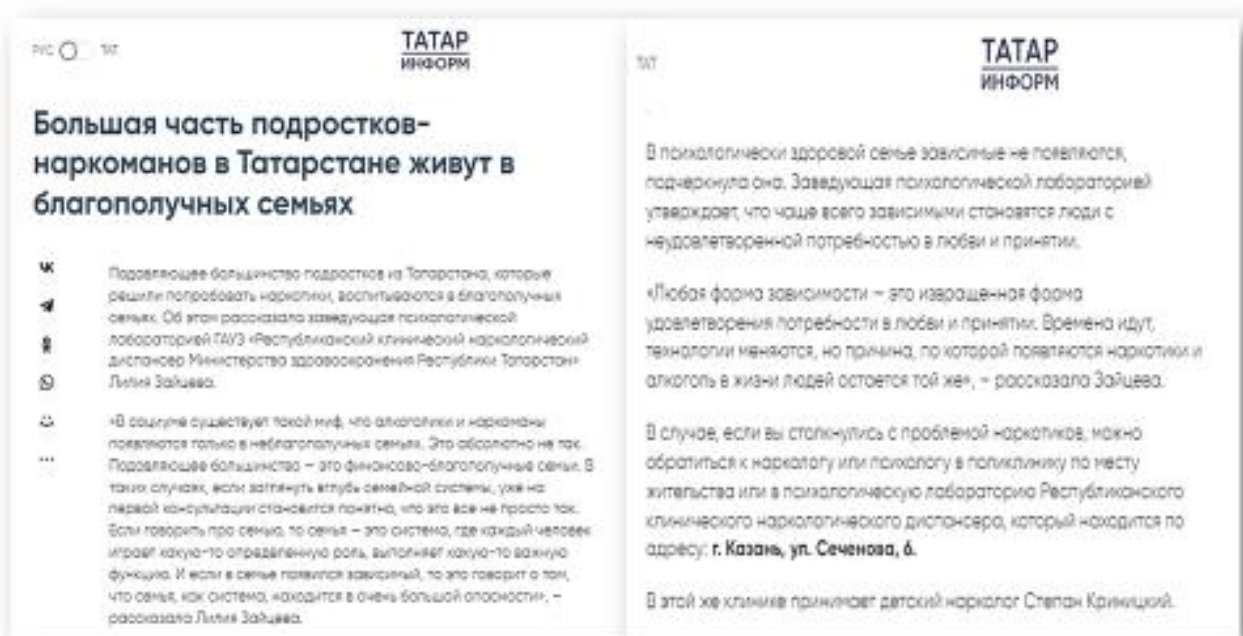 РУС ТАТ
ТАТАР
ИНФОРМ
Большая часть подростков-
наркоманов в Татарстане живут в
благополучных семьях
Подавляющее большинство подростков из Татарстана, которые
решили попробовать наркотики, воспитываются в благополучных
семьях. Об этом рассказала заведующая психологической
лабораторией ГАУЗ «Республиканский клинический наркологический
диспансер Министерства здравоохранения Республики Татарстан»
Лилия Зайцева.
«В социуме существует такой миф, что алкоголики и наркоманы
появляются только в неблагополучных семьях. Это абсолютно не так.
Подавляющее большинство – это финансово-благополучные семьи. В
таких случаях, если заглянуть вглубь семейной системы, уже на
первой консультации становится понятно, что это все не просто так.
Если говорить про семью, то семья – это система, где каждый человек
играет какую-то определенную роль, выполняет какую-то важную
функцию. И если в семье появился зависимый, то это говорит о том,
что семья, как система, находится в очень большой опасности», –
рассказала Лилия Зайцева.
ТАТ
ТАТАР
ИНФОРМ
В психологически здоровой семье зависимые не появляются,
подчеркнула она. Заведующая психологической лабораторией
утверждает, что чаще всего зависимыми становятся люди с
неудовлетворенной потребностью в любви и принятии.
«Любая форма зависимости – это извращенная форма
удовлетворения потребности в любви и принятии. Времена идут,
технологии меняются, но причина, по которой появляются наркотики и
алкоголь в жизни людей остается той же», – рассказала Зайцева.
В случае, если вы столкнулись с проблемой наркотиков, можно
обратиться к наркологу или психологу в поликлинику по месту
жительства или в психологическую лабораторию Республиканского
клинического наркологического диспансера, который находится по
адресу: г. Казань, ул. Сеченова, 6.
В этой же клинике принимает детский нарколог Степан Криницкий.